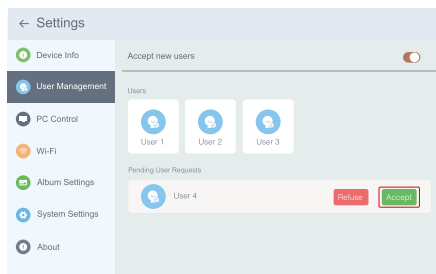 ← Settings
Device Info
User Management
PC Control
Wi-Fi
Album Settings
System Settings
About
Accept new users
Users
User 1 User 2 User 3
Pending User Requests
User 4 Refuse Accept